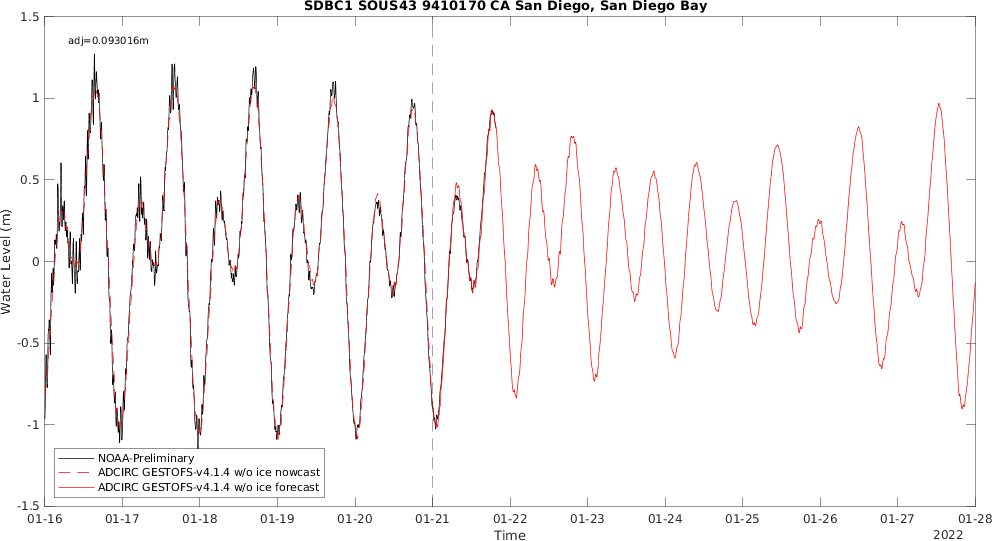 SDBC1 SOUS43 9410170 CA San Diego, San Diego Bay
adj=0.093016m
1.5
1
0.5
0
-0.5
-1
-1.5
Water Level (m)
NOAA-Preliminary
ADCIRC GESTOFS-v4.1.4 w/o ice nowcast
ADCIRC GESTOFS-v4.1.4 w/o ice forecast
01-16 01-17 01-18 01-19 01-20 01-21 01-22 01-23 01-24 01-25 01-26 01-27 01-28
Time
2022